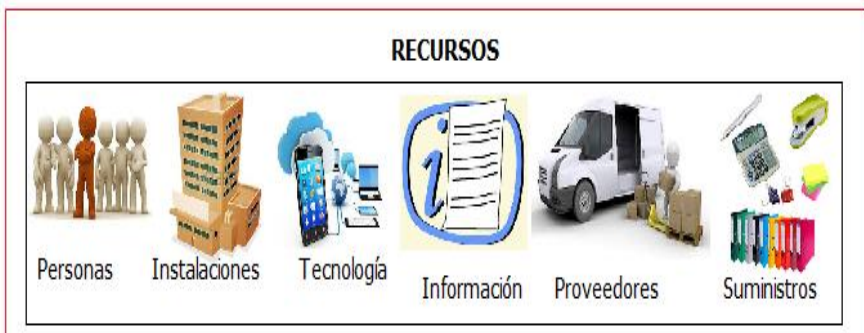 RECURSOS
Personas
Instalaciones
Tecnología
Información
Proveedores
Suministros